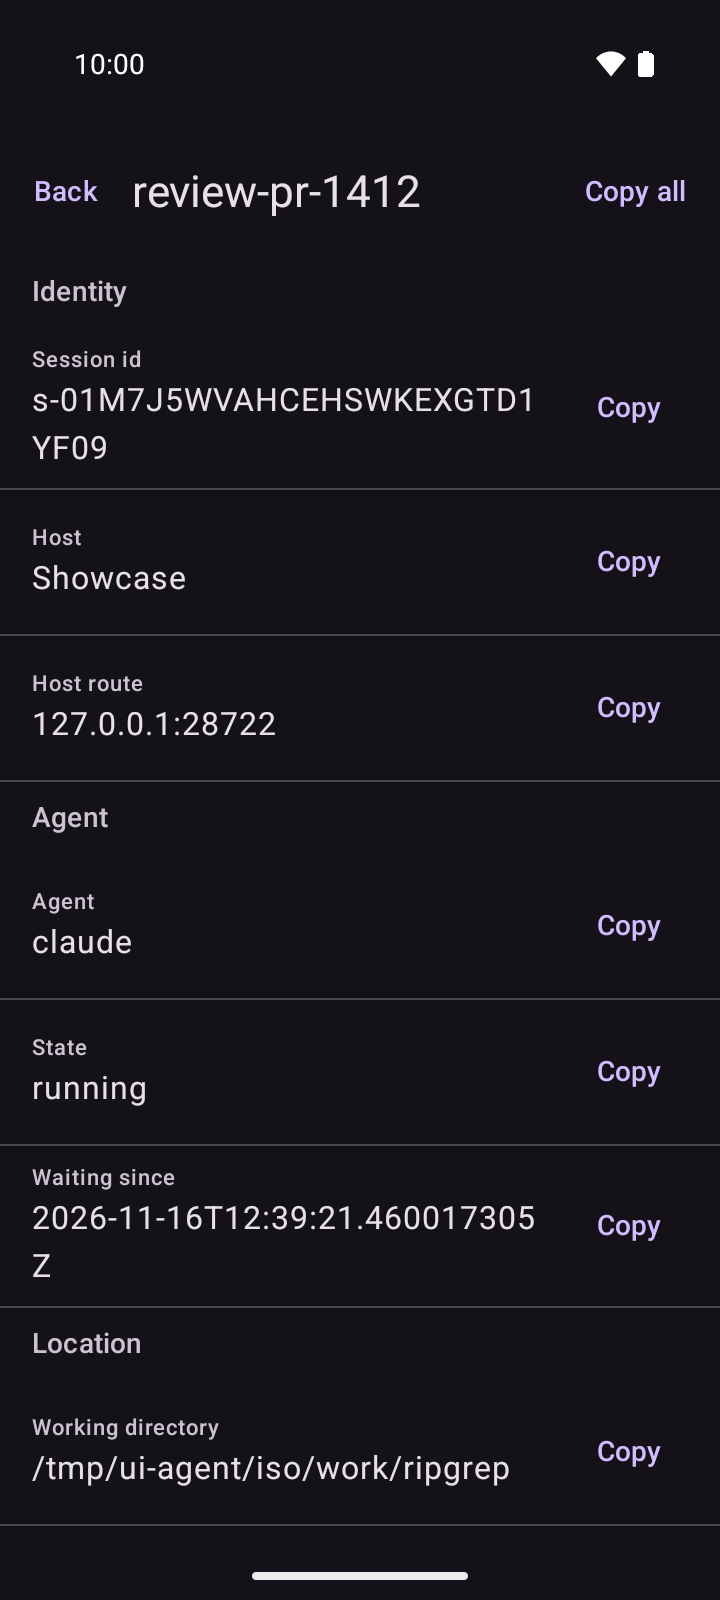 10:00
Back review-pr-1412 Copy all
Identity
Session id
s-01M7J5WVAHCEHSWKEXGTD1
YF09
Copy
Host
Showcase
Copy
Host route
127.0.0.1:28722
Copy
Agent
Agent
claude
Copy
State
running
Copy
Waiting since
2026-11-16T12:39:21.460017305
Z
Copy
Location
Working directory
/tmp/ui-agent/iso/work/ripgrep
Copy